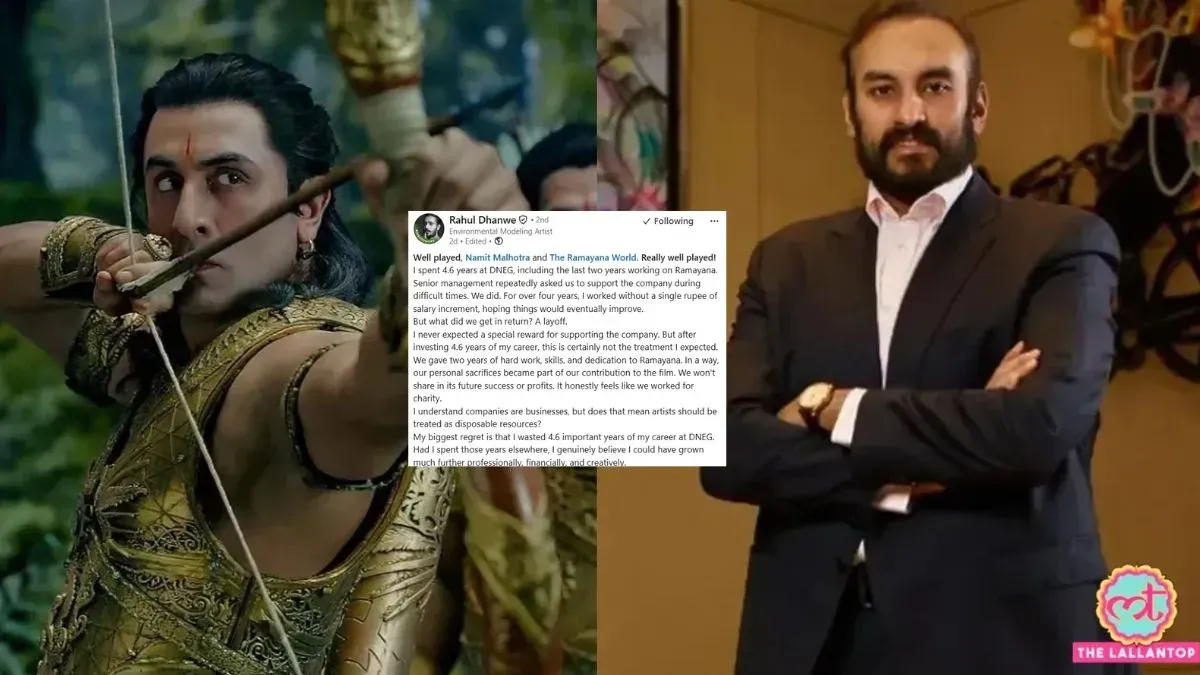 Rahul Dhanwe • 2nd
Environmental Modeling Artist
2d • Edited •
Following
Well played, Namit Malhotra and The Ramayana World. Really well played!
I spent 4.6 years at DNEG, including the last two years working on Ramayana.
Senior management repeatedly asked us to support the company during
difficult times. We did. For over four years, I worked without a single rupee of
salary increment, hoping things would eventually improve.
But what did we get in return? A layoff.
I never expected a special reward for supporting the company. But after
investing 4.6 years of my career, this is certainly not the treatment I expected.
We gave two years of hard work, skills, and dedication to Ramayana. In a way,
our personal sacrifices became part of our contribution to the film. We won't
share in its future success or profits. It honestly feels like we worked for
charity.
I understand companies are businesses, but does that mean artists should be
treated as disposable resources?
My biggest regret is that I wasted 4.6 important years of my career at DNEG.
Had I spent those years elsewhere, I genuinely believe I could have grown
much further professionally, financially, and creatively.
THE LALLANTOP